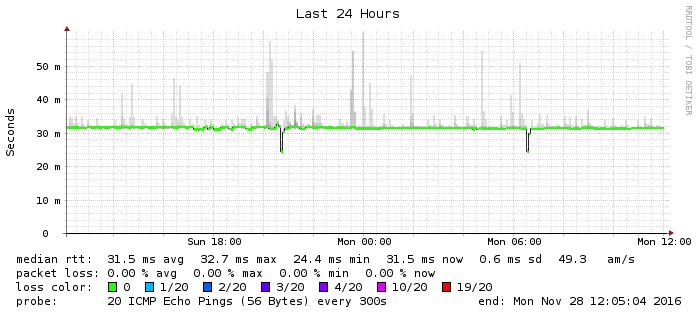 Last 24 Hours
RRDTOOL / TOBI OETIKER
Seconds
50 m
40 m
30 m
20 m
10 m
0
Sun 18:00 Mon 00:00 Mon 06:00 Mon 12:00
median rtt: 31.5 ms avg 32.7 ms max 24.4 ms min 31.5 ms now 0.6 ms sd 49.3 am/s
packet loss: 0.00 % avg 0.00 % max 0.00 % min 0.00 % now
loss color: 0 1/20 2/20 3/20 4/20 10/20 19/20
probe: 20 ICMP Echo Pings (56 Bytes) every 300s end: Mon Nov 28 12:05:04 2016